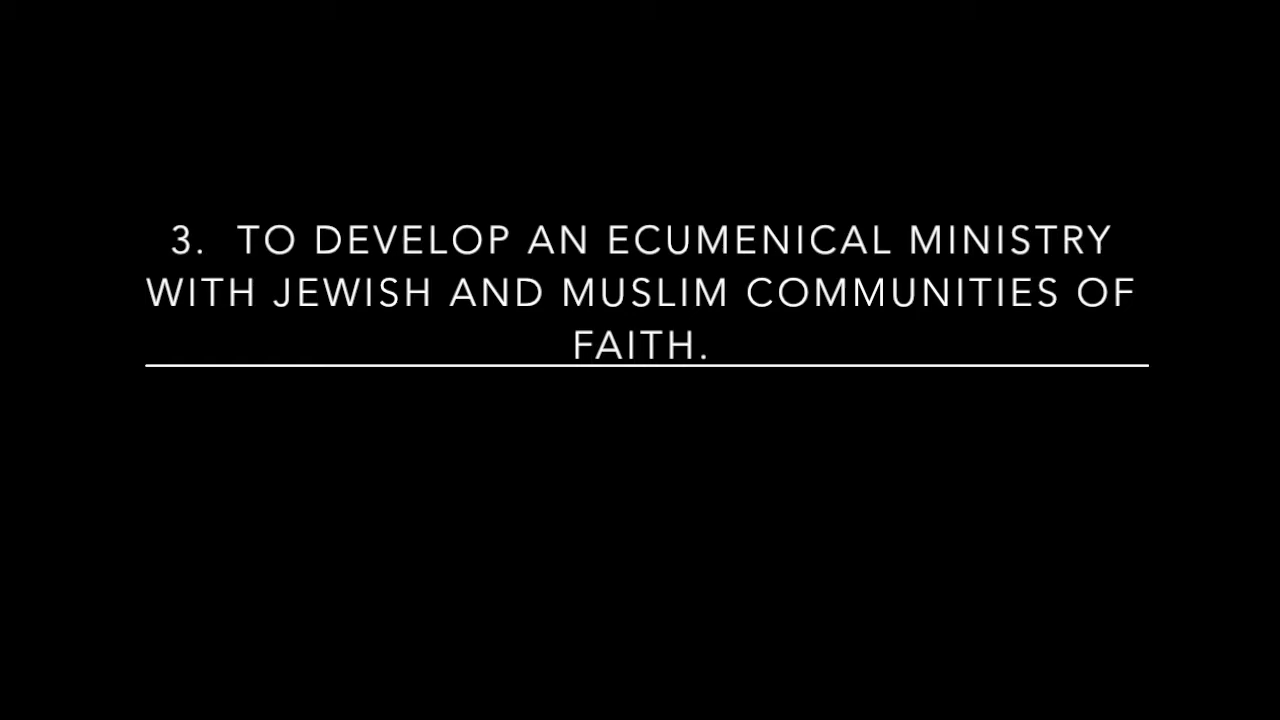 3.  TO DEVELOP AN ECUMENICAL MINISTRY
WITH JEWISH AND MUSLIM COMMUNITIES OF
FAITH.